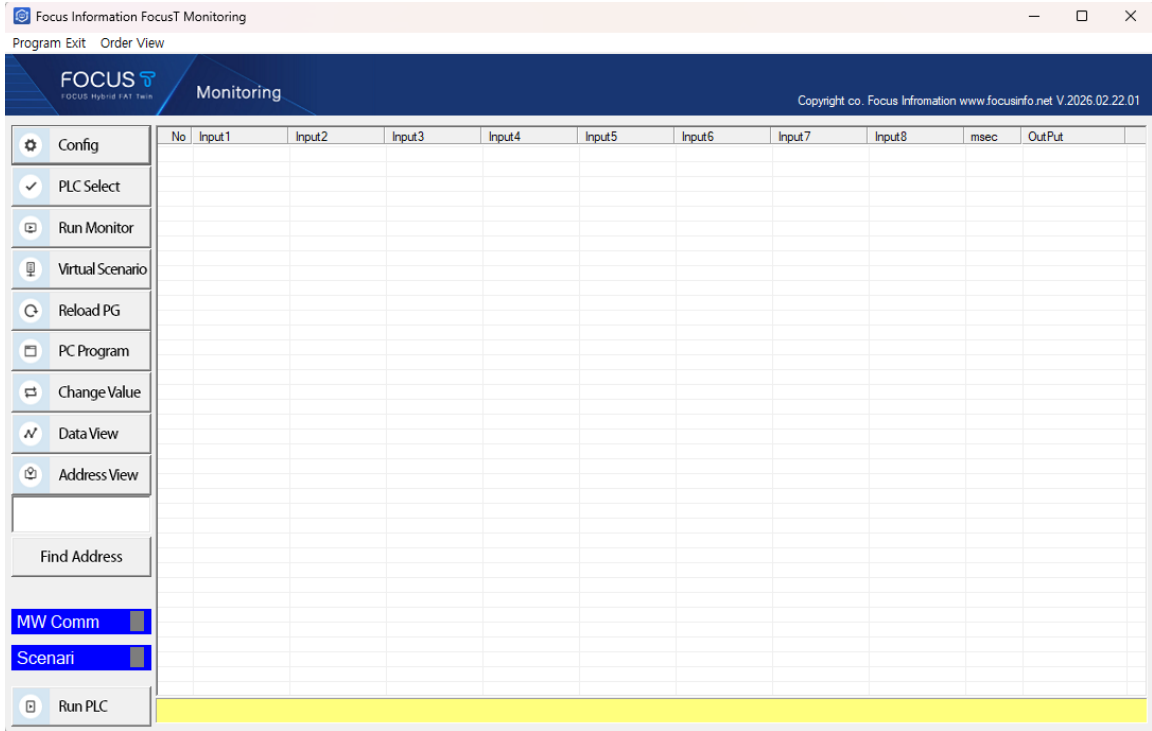 Focus Information FocusT Monitoring
Program Exit Order View
FOCUS T
FOCUS Hybrid FAT Twin
Monitoring
Copyright co. Focus Infromation www.focusinfo.net V.2026.02.22.01
No Input1 Input2 Input3 Input4 Input5 Input6 Input7 Input8 msec OutPut
Config
PLC Select
Run Monitor
Virtual Scenario
Reload PG
PC Program
Change Value
Data View
Address View
Find Address
MW Comm
Scenari
Run PLC